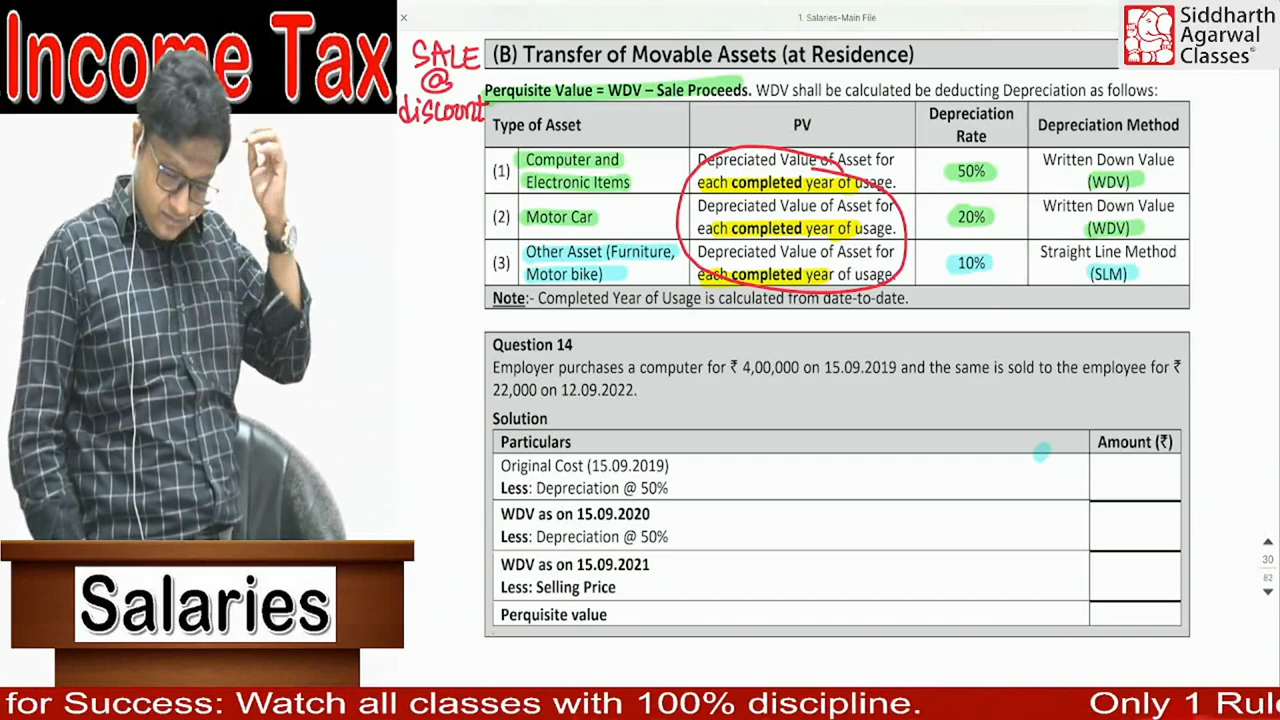 Income Tax
×
1. Salaries-Main File
Siddharth
Agarwal
Classes®
SALE
@
discount
(B) Transfer of Movable Assets (at Residence)
Perquisite Value = WDV – Sale Proceeds. WDV shall be calculated be deducting Depreciation as follows:
Type of Asset PV Depreciation Rate Depreciation Method
(1) Computer and Electronic Items Depreciated Value of Asset for each completed year of usage. 50% Written Down Value (WDV)
(2) Motor Car Depreciated Value of Asset for each completed year of usage. 20% Written Down Value (WDV)
(3) Other Asset (Furniture, Motor bike) Depreciated Value of Asset for each completed year of usage. 10% Straight Line Method (SLM)
Note:- Completed Year of Usage is calculated from date-to-date.
Question 14
Employer purchases a computer for ₹ 4,00,000 on 15.09.2019 and the same is sold to the employee for ₹
22,000 on 12.09.2022.
Solution
Particulars Amount (₹)
Original Cost (15.09.2019)
Less: Depreciation @ 50%
WDV as on 15.09.2020
Less: Depreciation @ 50%
WDV as on 15.09.2021
Less: Selling Price
Perquisite value
30
82
Salaries
for Success: Watch all classes with 100% discipline. Only 1 Rul